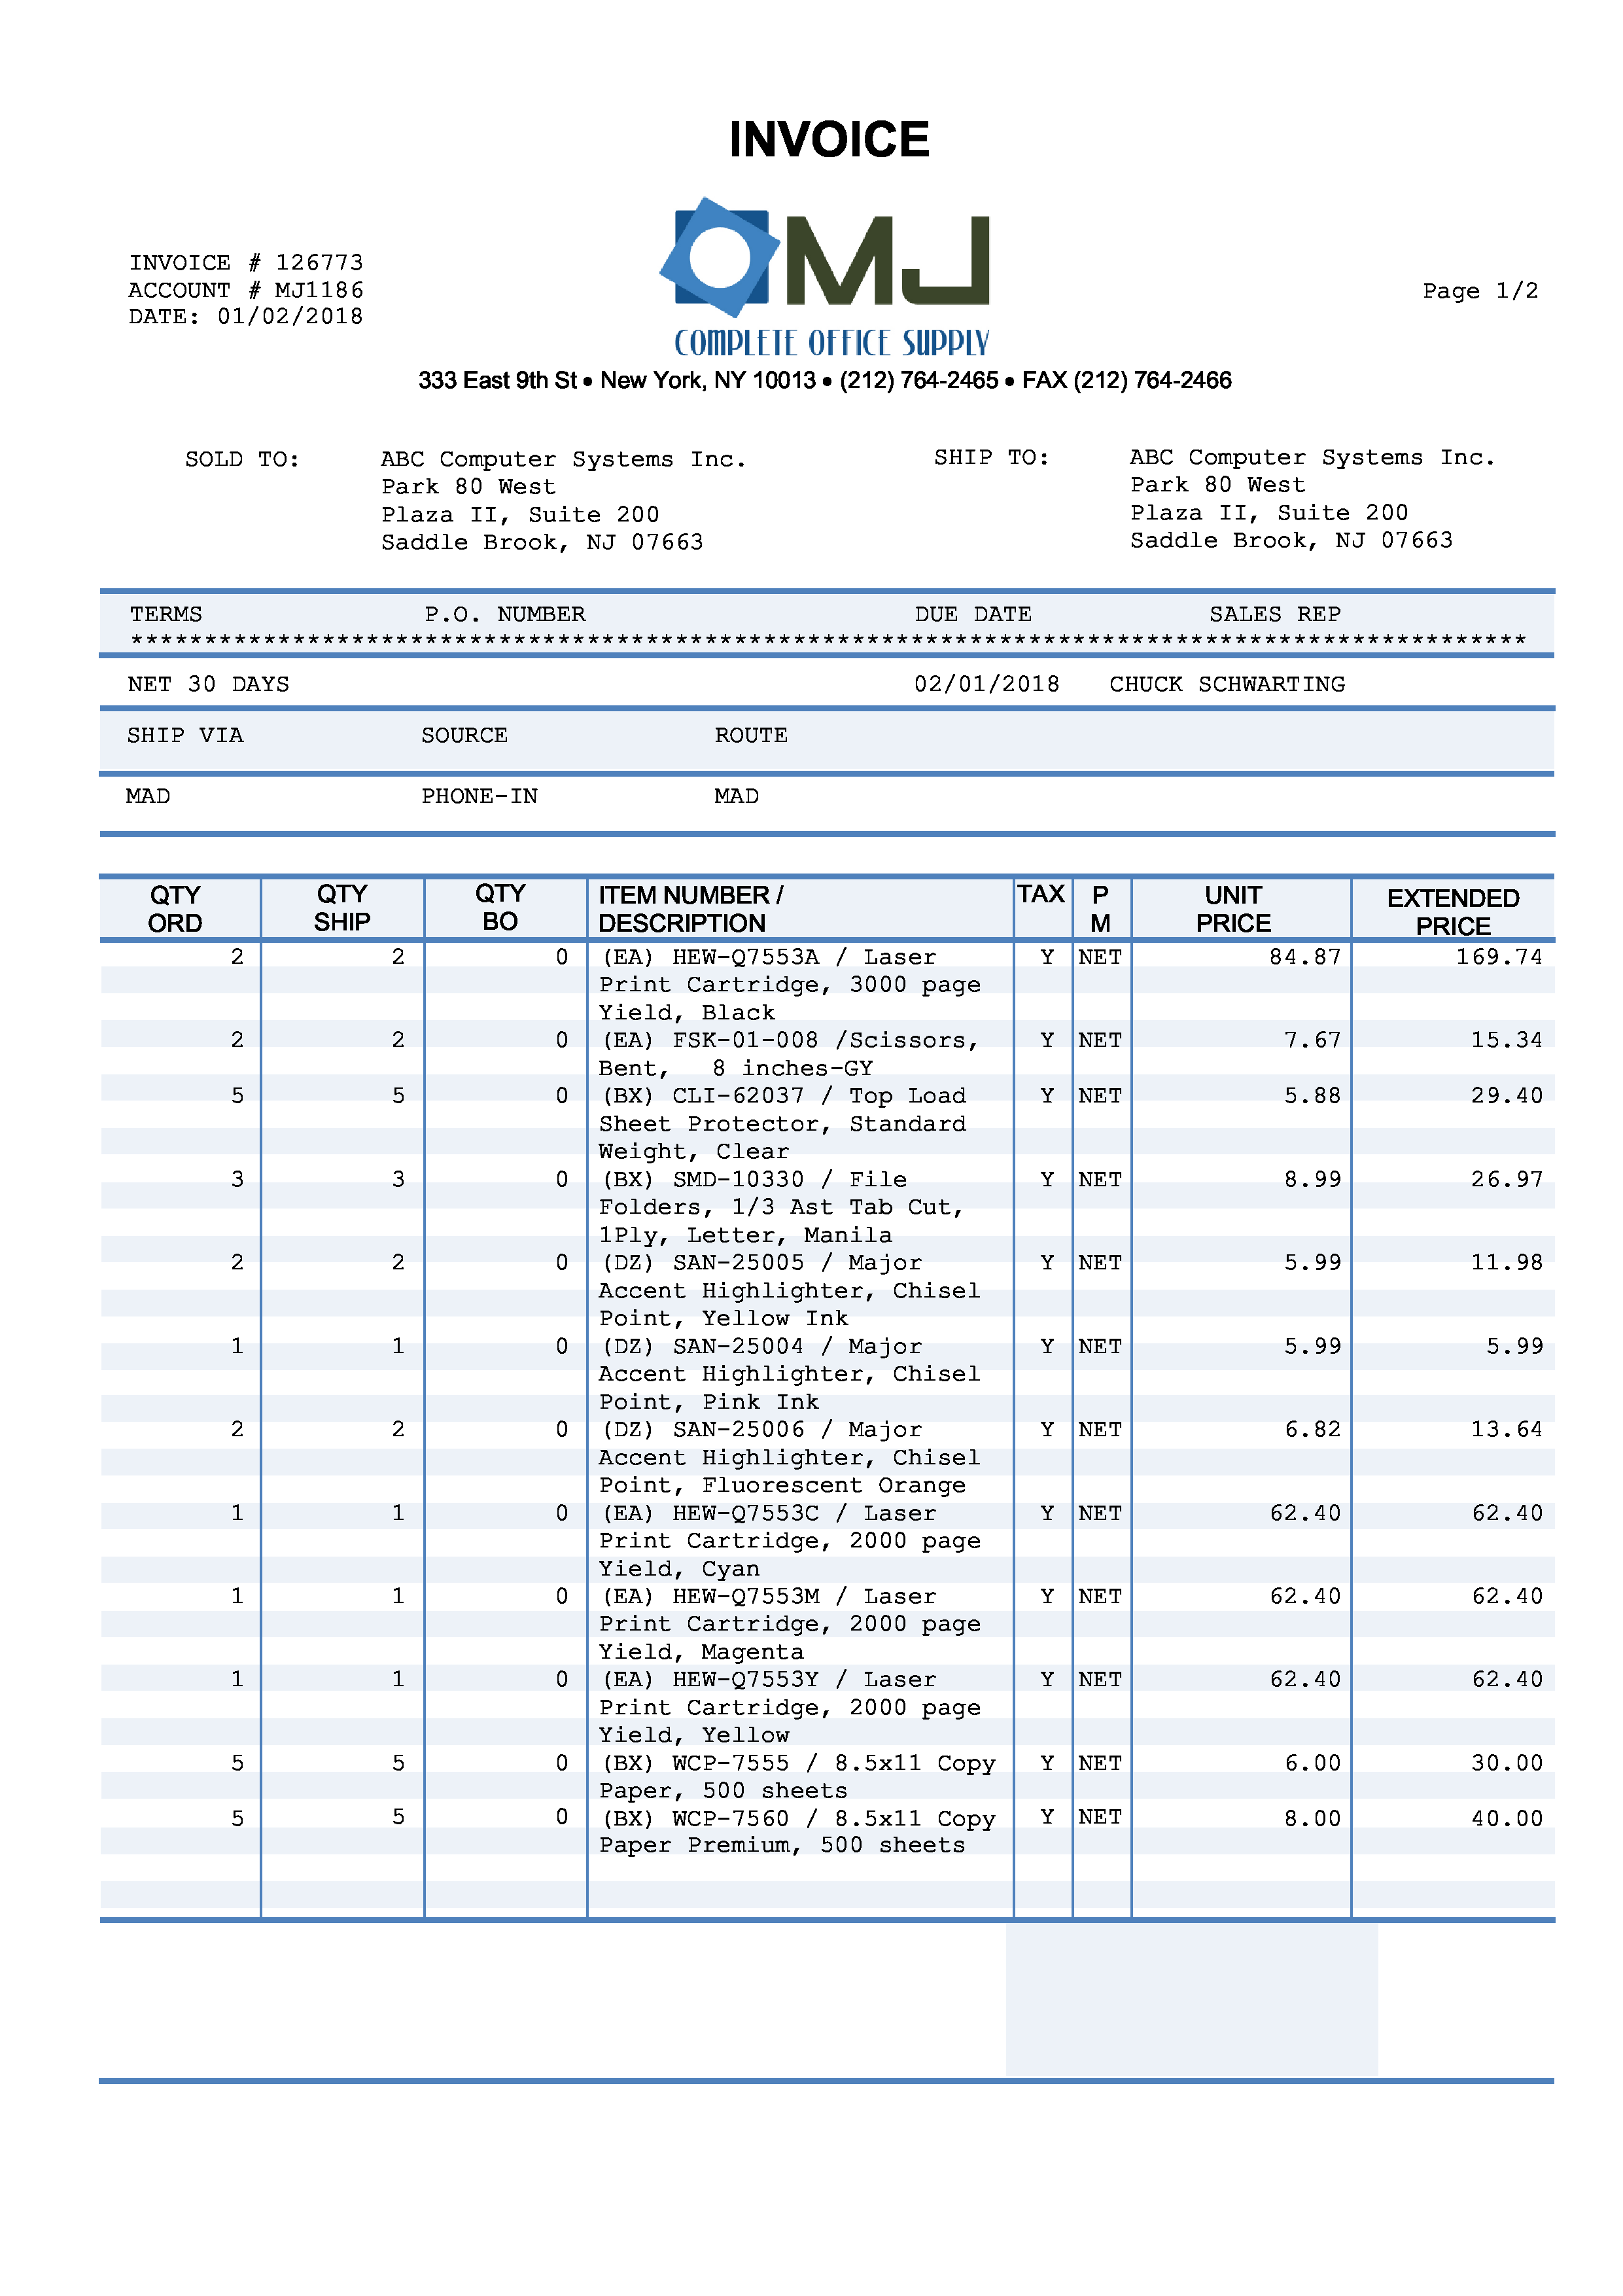 INVOICE
MJ
COMPLETE OFFICE SUPPLY
333 East 9th St • New York, NY 10013 • (212) 764-2465 • FAX (212) 764-2466
INVOICE # 126773
ACCOUNT # MJ1186
DATE: 01/02/2018
Page 1/2
SOLD TO: ABC Computer Systems Inc.
Park 80 West
Plaza II, Suite 200
Saddle Brook, NJ 07663
SHIP TO: ABC Computer Systems Inc.
Park 80 West
Plaza II, Suite 200
Saddle Brook, NJ 07663
TERMS P.O. NUMBER DUE DATE SALES REP
***********************************************************************************************
NET 30 DAYS 02/01/2018 CHUCK SCHWARTING
SHIP VIA SOURCE ROUTE
MAD PHONE-IN MAD
QTY ORD QTY SHIP QTY BO ITEM NUMBER / DESCRIPTION TAX P M UNIT PRICE EXTENDED PRICE
2 2 0 (EA) HEW-Q7553A / Laser Y NET 84.87 169.74
Print Cartridge, 3000 page
Yield, Black
2 2 0 (EA) FSK-01-008 /Scissors, Y NET 7.67 15.34
Bent, 8 inches-GY
5 5 0 (BX) CLI-62037 / Top Load Y NET 5.88 29.40
Sheet Protector, Standard
Weight, Clear
3 3 0 (BX) SMD-10330 / File Y NET 8.99 26.97
Folders, 1/3 Ast Tab Cut,
1Ply, Letter, Manila
2 2 0 (DZ) SAN-25005 / Major Y NET 5.99 11.98
Accent Highlighter, Chisel
Point, Yellow Ink
1 1 0 (DZ) SAN-25004 / Major Y NET 5.99 5.99
Accent Highlighter, Chisel
Point, Pink Ink
2 2 0 (DZ) SAN-25006 / Major Y NET 6.82 13.64
Accent Highlighter, Chisel
Point, Fluorescent Orange
1 1 0 (EA) HEW-Q7553C / Laser Y NET 62.40 62.40
Print Cartridge, 2000 page
Yield, Cyan
1 1 0 (EA) HEW-Q7553M / Laser Y NET 62.40 62.40
Print Cartridge, 2000 page
Yield, Magenta
1 1 0 (EA) HEW-Q7553Y / Laser Y NET 62.40 62.40
Print Cartridge, 2000 page
Yield, Yellow
5 5 0 (BX) WCP-7555 / 8.5x11 Copy Y NET 6.00 30.00
Paper, 500 sheets
5 5 0 (BX) WCP-7560 / 8.5x11 Copy Y NET 8.00 40.00
Paper Premium, 500 sheets